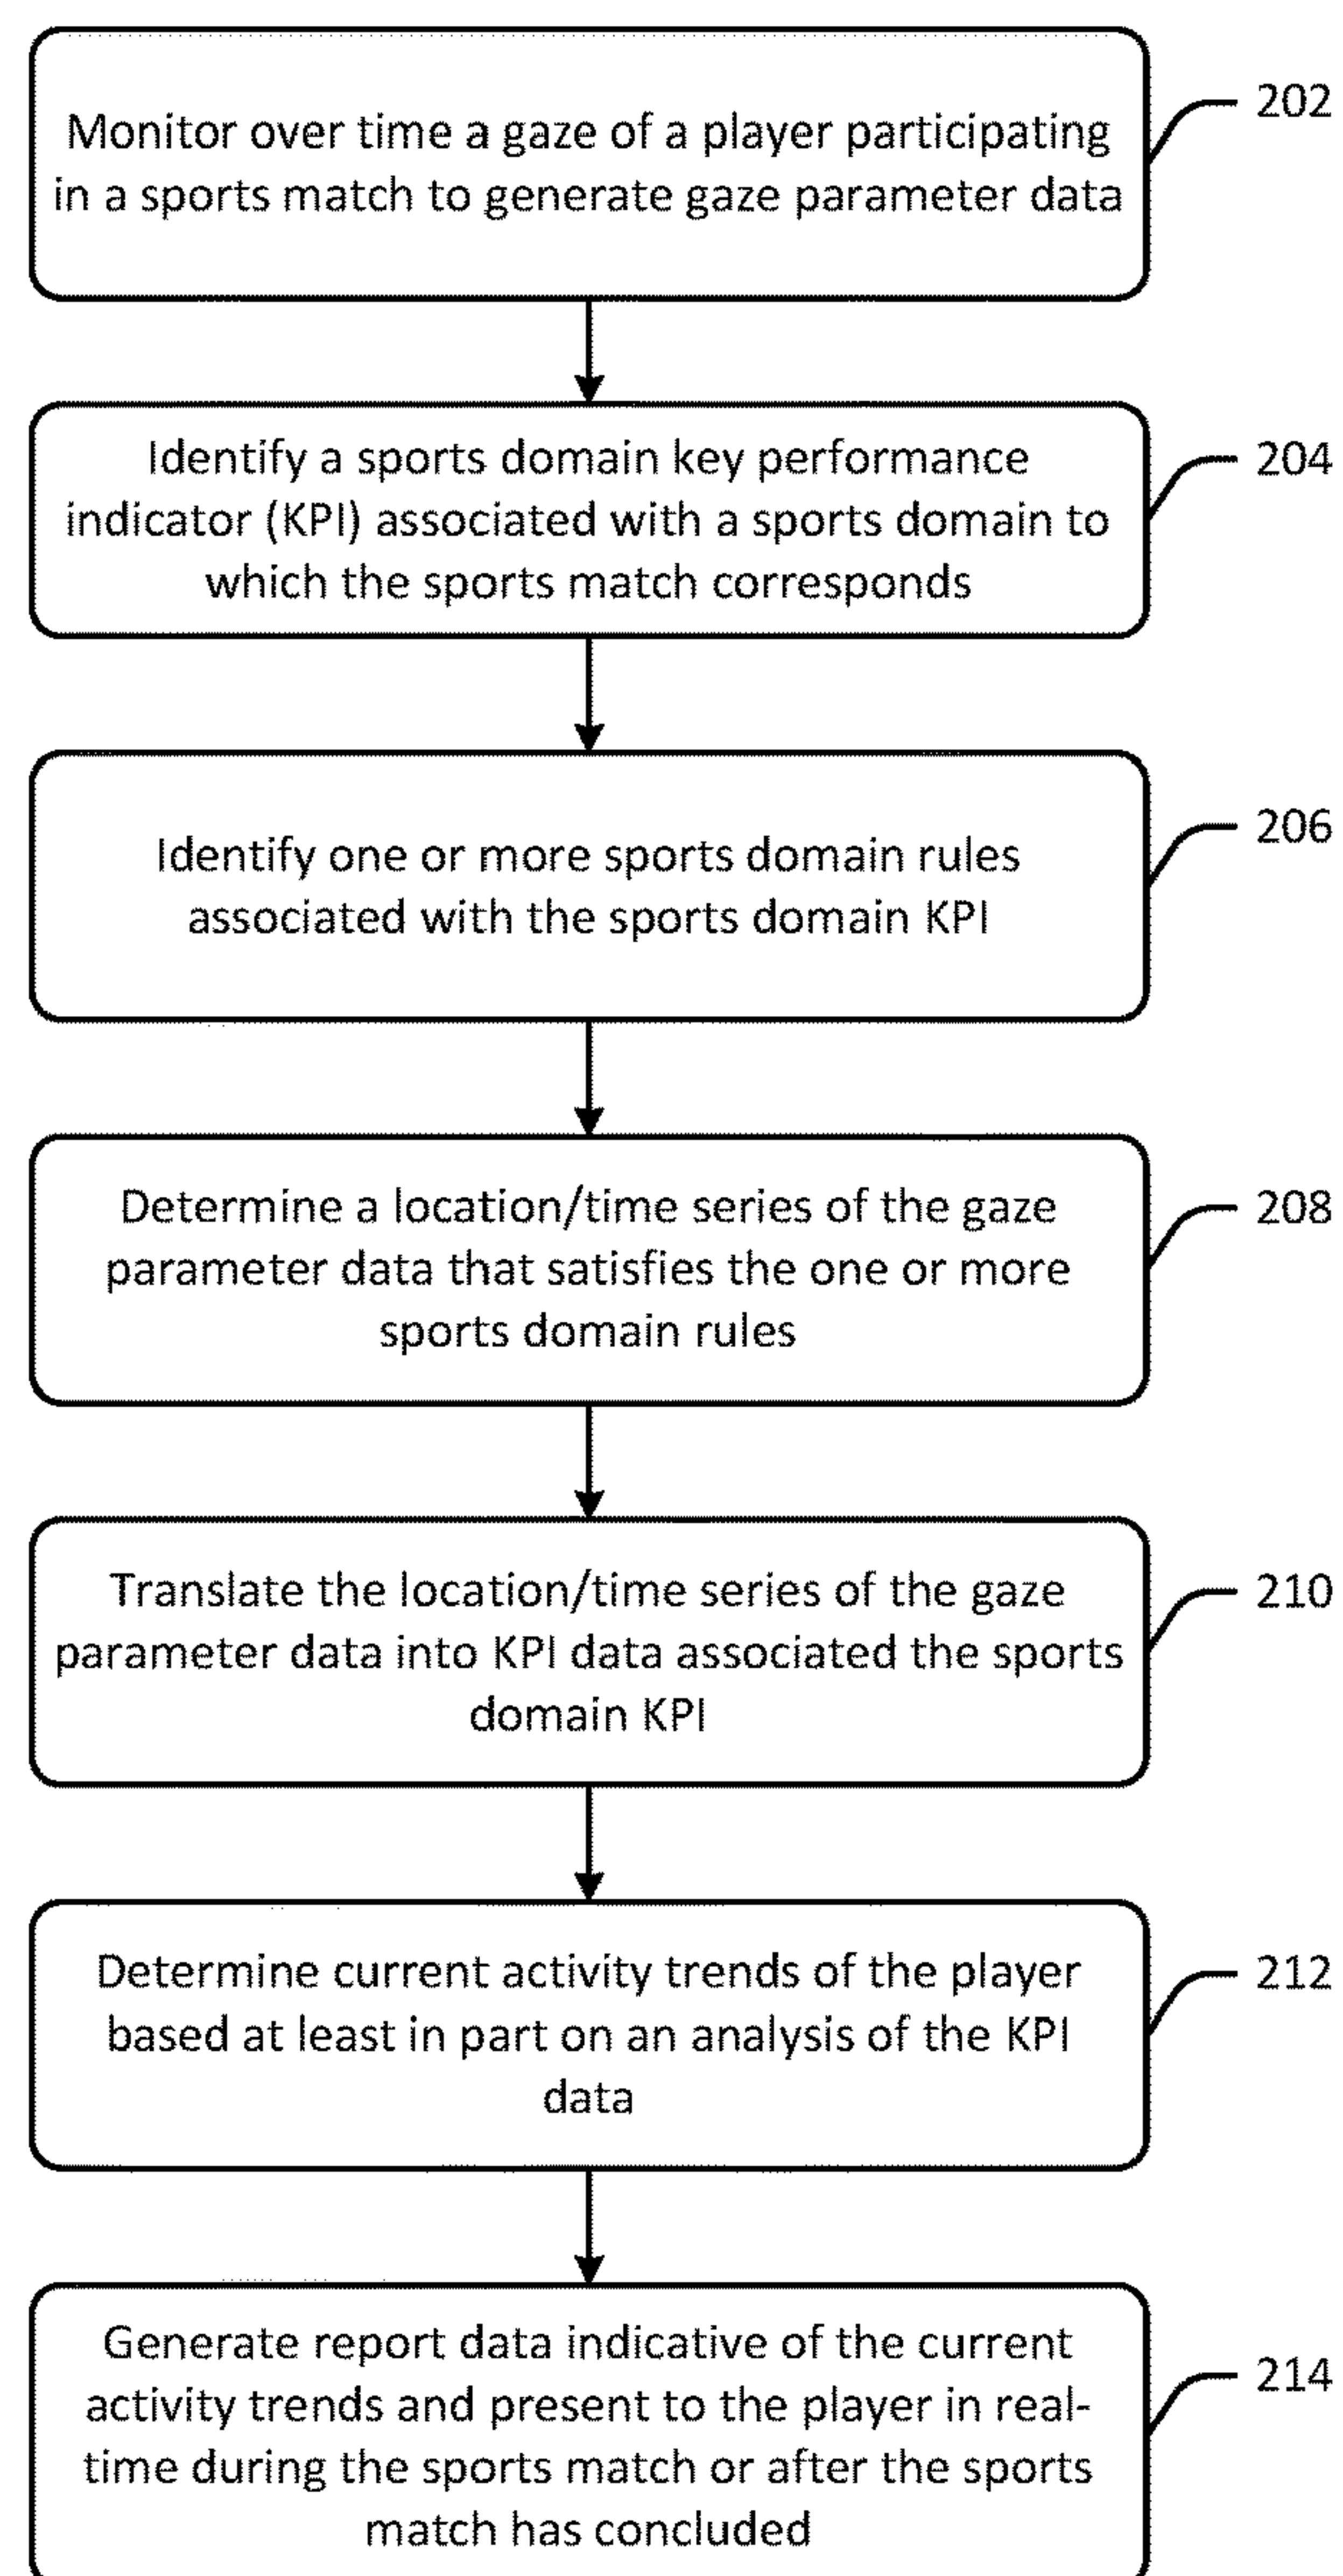 Monitor over time a gaze of a player participating
in a sports match to generate gaze parameter data
202
Identify a sports domain key performance
indicator (KPI) associated with a sports domain to
which the sports match corresponds
204
Identify one or more sports domain rules
associated with the sports domain KPI
206
Determine a location/time series of the gaze
parameter data that satisfies the one or more
sports domain rules
208
Translate the location/time series of the gaze
parameter data into KPI data associated the sports
domain KPI
210
Determine current activity trends of the player
based at least in part on an analysis of the KPI
data
212
Generate report data indicative of the current
activity trends and present to the player in real-
time during the sports match or after the sports
match has concluded
214